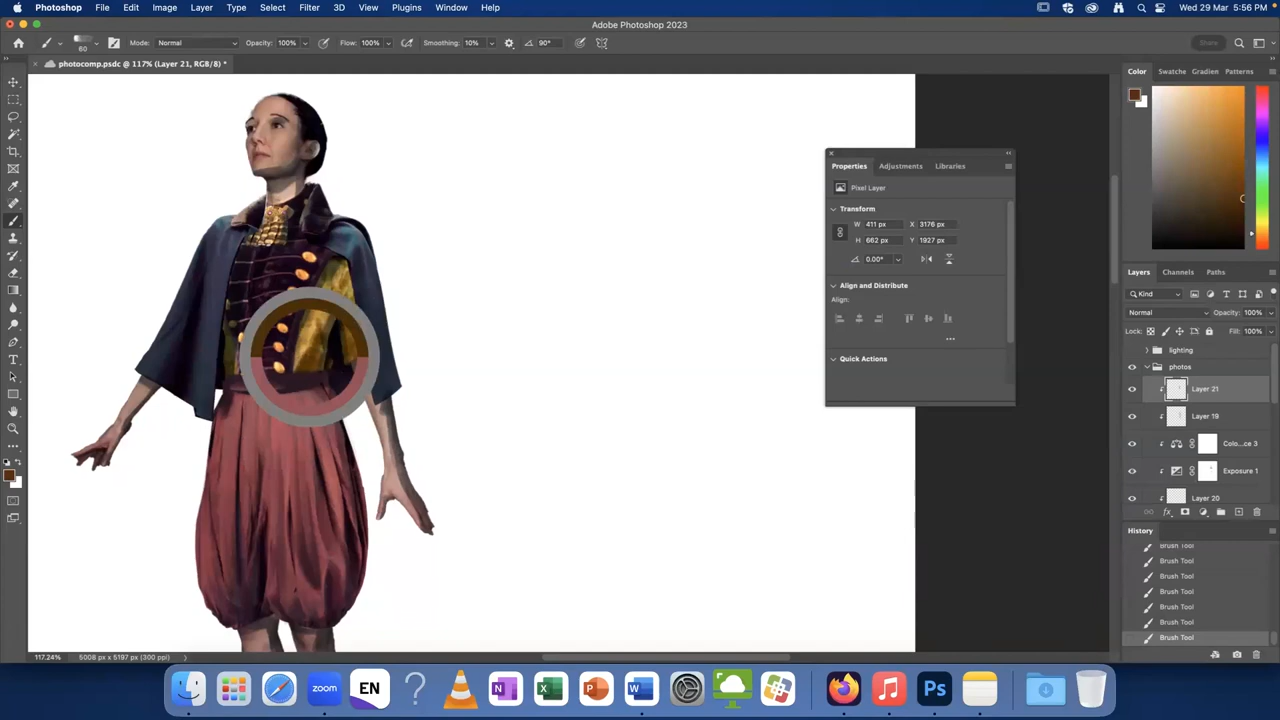 Photoshop File Edit Image Layer Type Select Filter 3D View Plugins Window Help Wed 29 Mar 5:56 PM
Adobe Photoshop 2023
60 Mode: Normal Opacity: 100% Flow: 100% Smoothing: 10% 90° Share
photocomp.psdc @ 117% (Layer 21, RGB/8) *
Color Swatche Gradien Patterns
Properties Adjustments Libraries
Pixel Layer
Transform
W 411 px X 3176 px
H 662 px Y 1927 px
0.00°
Align and Distribute
Align:
Quick Actions
Layers Channels Paths
Kind
Normal Opacity: 100%
Lock: Fill: 100%
lighting
photos
Layer 21
Layer 19
Colo...ce 3
Exposure 1
Layer 20
fx
History
Brush Tool
Brush Tool
Brush Tool
Brush Tool
Brush Tool
Brush Tool
Brush Tool
117.24% 5008 px x 5197 px (300 ppi)
zoom EN ? N X P W Ps